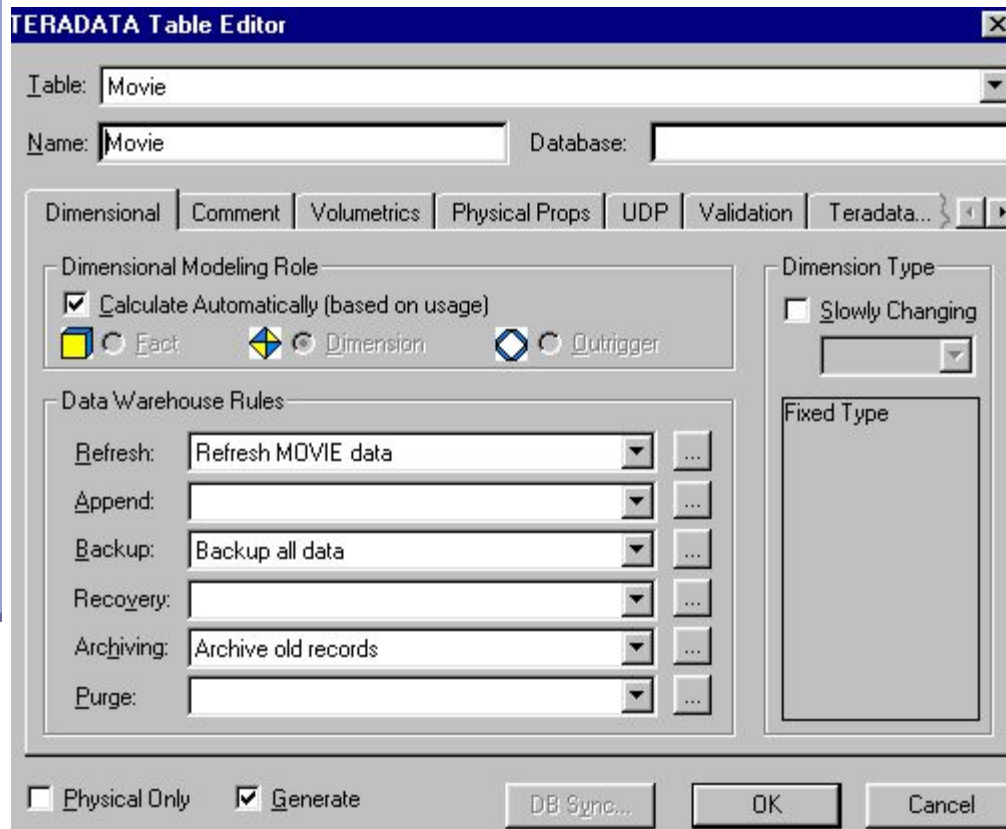 TERADATA Table Editor
Table: Movie
Name: Movie Database:
Dimensional Comment Volumetrics Physical Props UDP Validation Teradata...
Dimensional Modeling Role
Calculate Automatically (based on usage)
Fact Dimension Outrigger
Dimension Type
Slowly Changing
Fixed Type
Data Warehouse Rules
Refresh: Refresh MOVIE data ...
Append: ...
Backup: Backup all data ...
Recovery: ...
Archiving: Archive old records ...
Purge: ...
Physical Only Generate DB Sync... OK Cancel